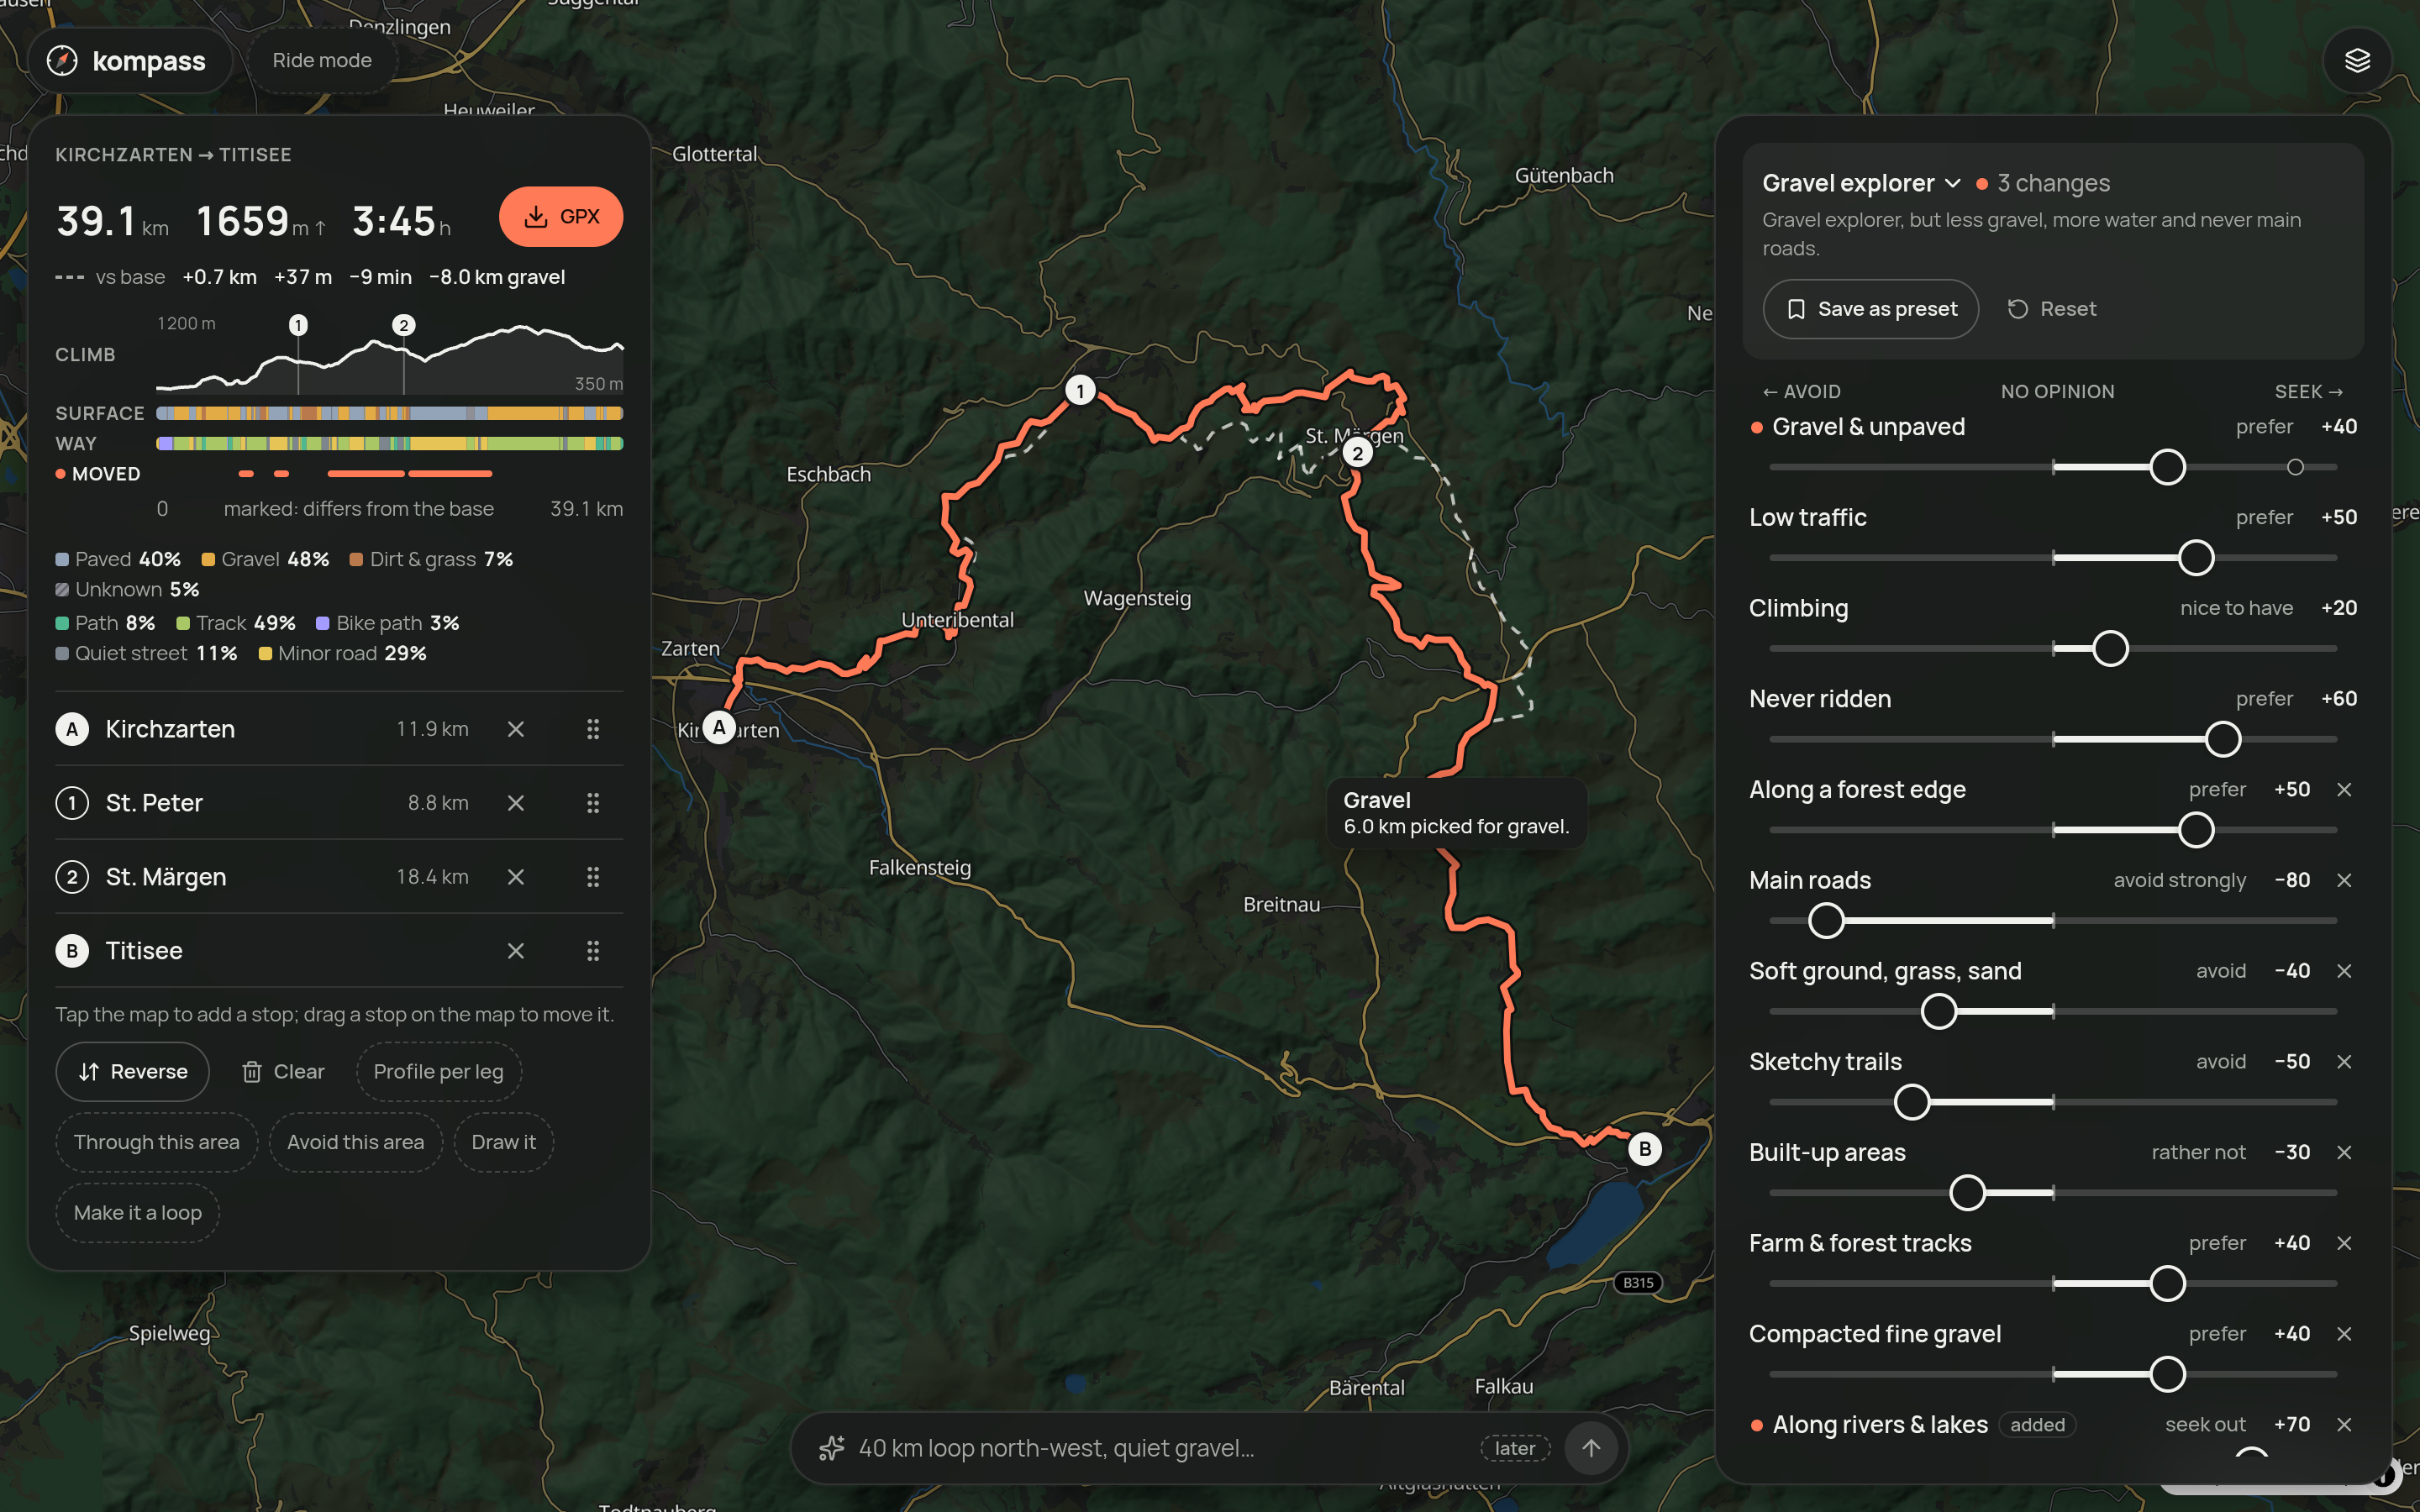 Denzlingen
Suggental
kompass
Ride mode
Heuweiler
KIRCHZARTEN → TITISEE
39.1 km 1659 m ↑ 3:45 h
GPX
vs base +0.7 km +37 m −9 min −8.0 km gravel
1200 m
1
2
CLIMB
350 m
SURFACE
WAY
MOVED
0 marked: differs from the base 39.1 km
Paved 40% Gravel 48% Dirt & grass 7%
Unknown 5%
Path 8% Track 49% Bike path 3%
Quiet street 11% Minor road 29%
A Kirchzarten 11.9 km
1 St. Peter 8.8 km
2 St. Märgen 18.4 km
B Titisee
Tap the map to add a stop; drag a stop on the map to move it.
Reverse
Clear
Profile per leg
Through this area
Avoid this area
Draw it
Make it a loop
Spielweg
Glottertal
Gütenbach
1
St. Märgen
2
Eschbach
Wagensteig
Unteribental
Zarten
A
Gravel
6.0 km picked for gravel.
Falkensteig
Breitnau
B
B315
Bärental
Falkau
Todtnauberg
40 km loop north-west, quiet gravel…
later
Gravel explorer
3 changes
Gravel explorer, but less gravel, more water and never main
roads.
Save as preset
Reset
← AVOID NO OPINION SEEK →
Gravel & unpaved prefer +40
Low traffic prefer +50
Climbing nice to have +20
Never ridden prefer +60
Along a forest edge prefer +50
Main roads avoid strongly −80
Soft ground, grass, sand avoid −40
Sketchy trails avoid −50
Built-up areas rather not −30
Farm & forest tracks prefer +40
Compacted fine gravel prefer +40
Along rivers & lakes added seek out +70